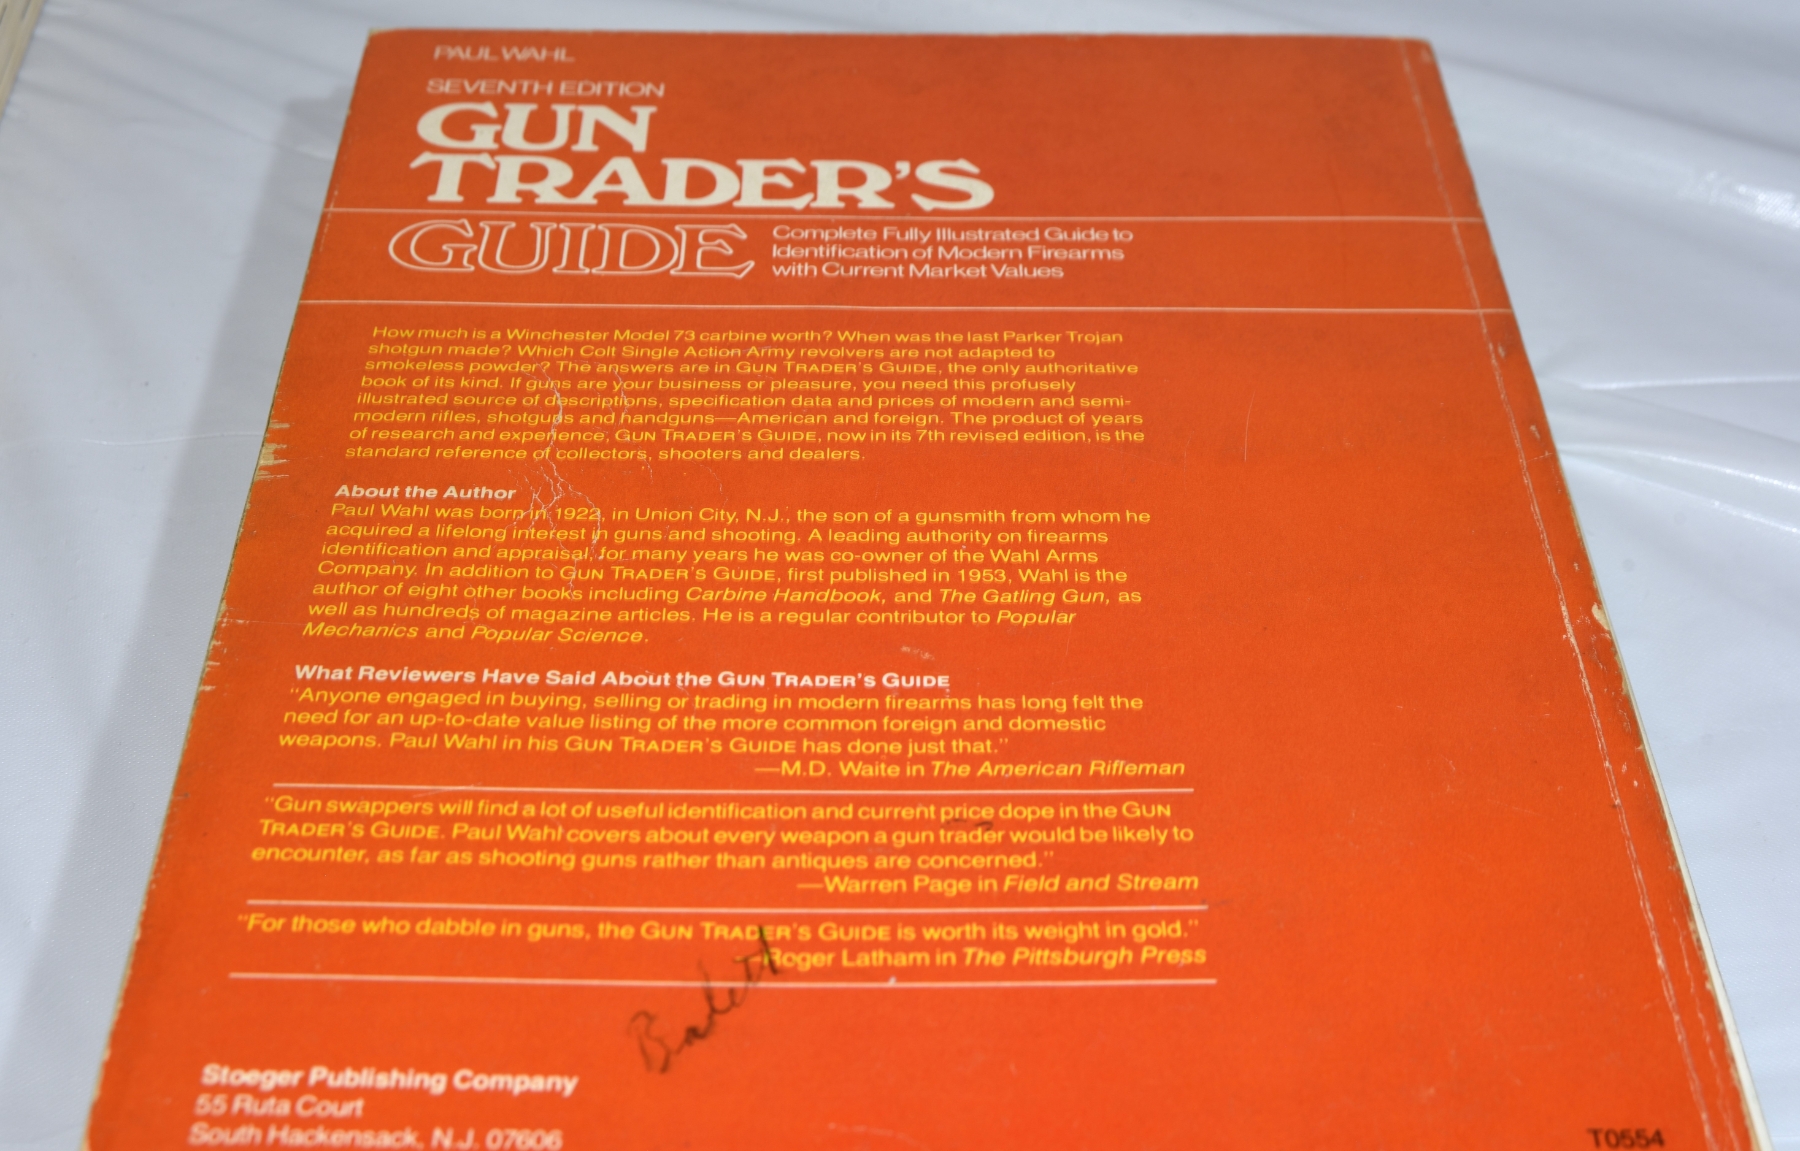 PAUL WAHL
SEVENTH EDITION
GUN
TRADER'S
GUIDE
Complete Fully Illustrated Guide to
Identification of Modern Firearms
with Current Market Values
How much is a Winchester Model 73 carbine worth? When was the last Parker Trojan
shotgun made? Which Colt Single Action Army revolvers are not adapted to
smokeless powder? The answers are in GUN TRADER'S GUIDE, the only authoritative
book of its kind. If guns are your business or pleasure, you need this profusely
illustrated source of descriptions, specification data and prices of modern and semi-
modern rifles, shotguns and handguns—American and foreign. The product of years
of research and experience, GUN TRADER'S GUIDE, now in its 7th revised edition, is the
standard reference of collectors, shooters and dealers.
About the Author
Paul Wahl was born in 1922, in Union City, N.J., the son of a gunsmith from whom he
acquired a lifelong interest in guns and shooting. A leading authority on firearms
identification and appraisal, for many years he was co-owner of the Wahl Arms
Company. In addition to GUN TRADER'S GUIDE, first published in 1953, Wahl is the
author of eight other books including Carbine Handbook, and The Gatling Gun, as
well as hundreds of magazine articles. He is a regular contributor to Popular
Mechanics and Popular Science.
What Reviewers Have Said About the GUN TRADER'S GUIDE
"Anyone engaged in buying, selling or trading in modern firearms has long felt the
need for an up-to-date value listing of the more common foreign and domestic
weapons. Paul Wahl in his GUN TRADER'S GUIDE has done just that."
—M.D. Waite in The American Rifleman
"Gun swappers will find a lot of useful identification and current price dope in the GUN
TRADER'S GUIDE. Paul Wahl covers about every weapon a gun trader would be likely to
encounter, as far as shooting guns rather than antiques are concerned."
—Warren Page in Field and Stream
"For those who dabble in guns, the GUN TRADER'S GUIDE is worth its weight in gold."
—Roger Latham in The Pittsburgh Press
Stoeger Publishing Company
55 Ruta Court
South Hackensack, N.J. 07606
T0554